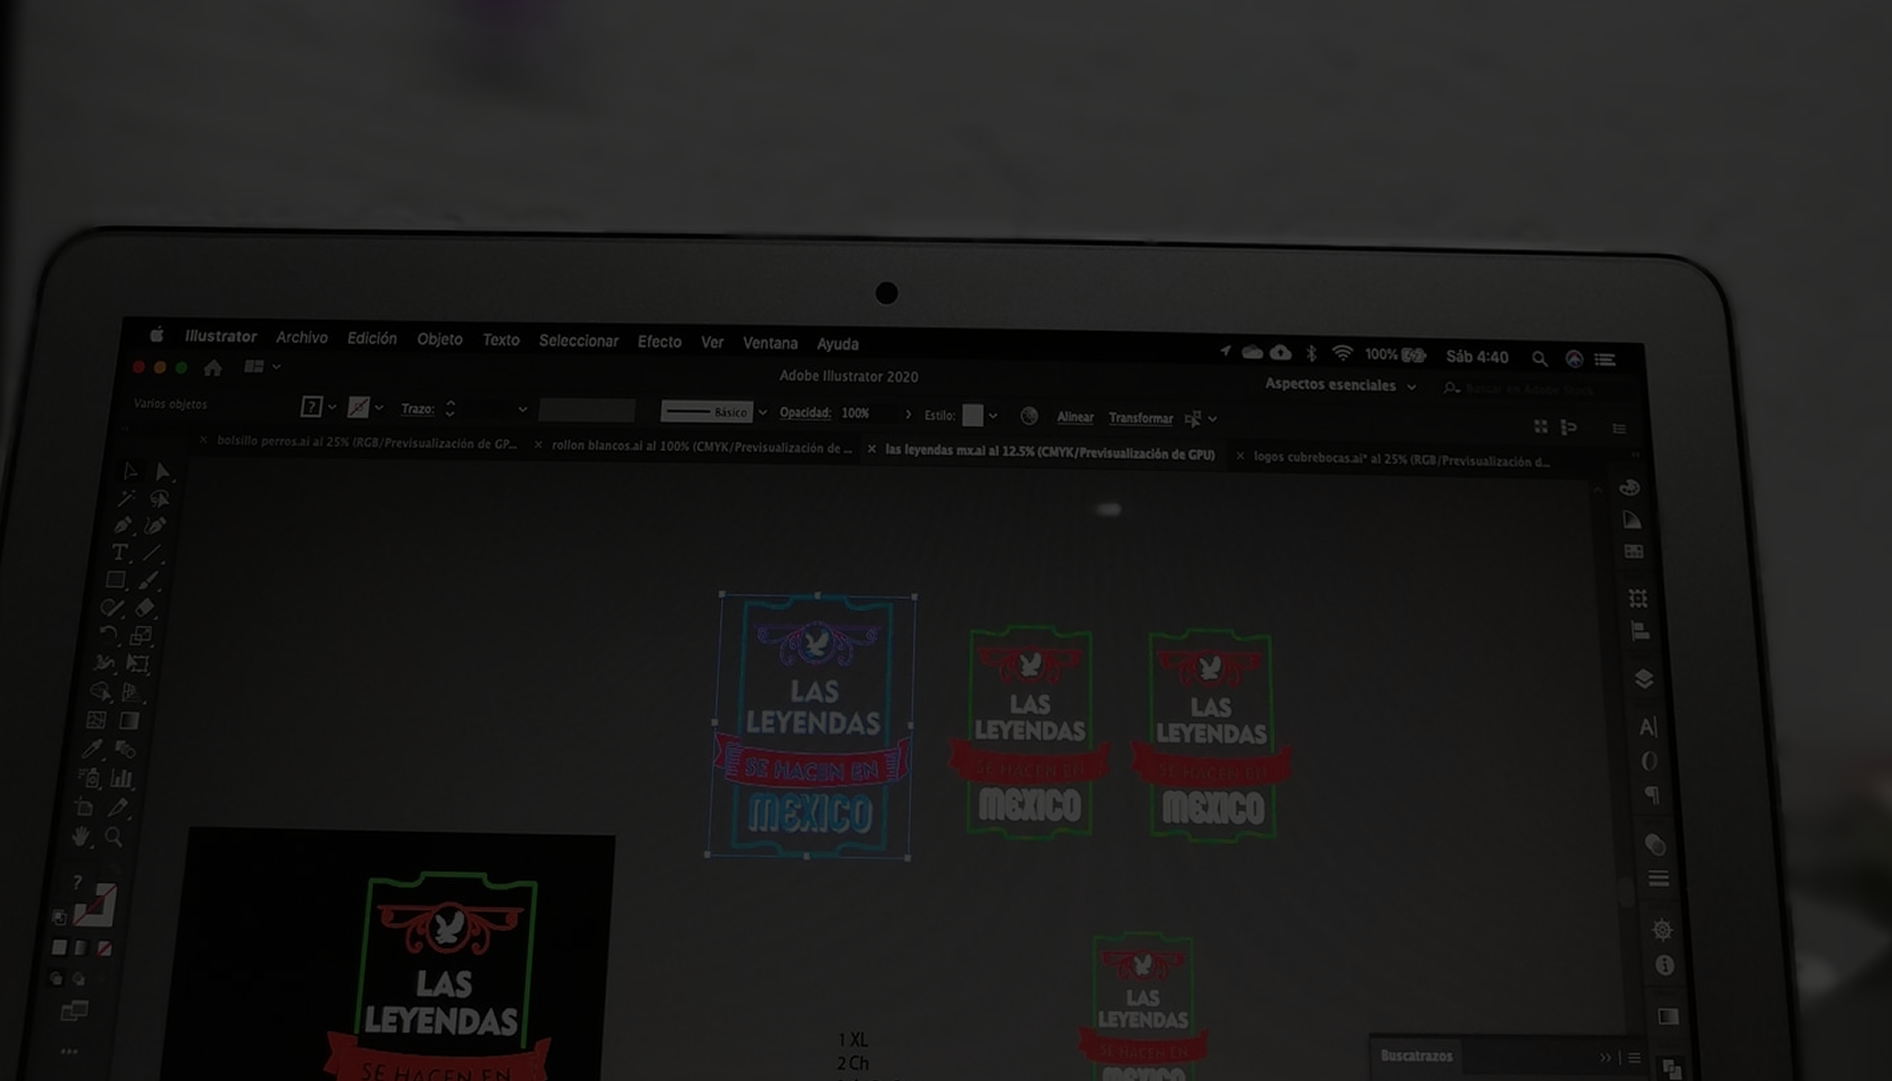 Illustrator Archivo Edición Objeto Texto Seleccionar Efecto Ver Ventana Ayuda 100% Sáb 4:40
Adobe Illustrator 2020
Aspectos esenciales Buscar en Adobe Stock
Varios objetos ? Trazo: Básico Opacidad: 100% Estilo: Alinear Transformar
bolsillo perros.ai al 25% (RGB/Previsualización de GP... rollon blancos.ai al 100% (CMYK/Previsualización de ... las leyendas mx.ai al 12.5% (CMYK/Previsualización de GPU) logos cubrebocas.ai* al 25% (RGB/Previsualización d...
LAS
LEYENDAS
SE HACEN EN
MEXICO
LAS
LEYENDAS
SE HACEN EN
MEXICO
LAS
LEYENDAS
SE HACEN EN
MEXICO
LAS
LEYENDAS
SE HACEN EN
1 XL
2 Ch
LAS
LEYENDAS
SE HACEN EN
MEXICO
Buscatrazos